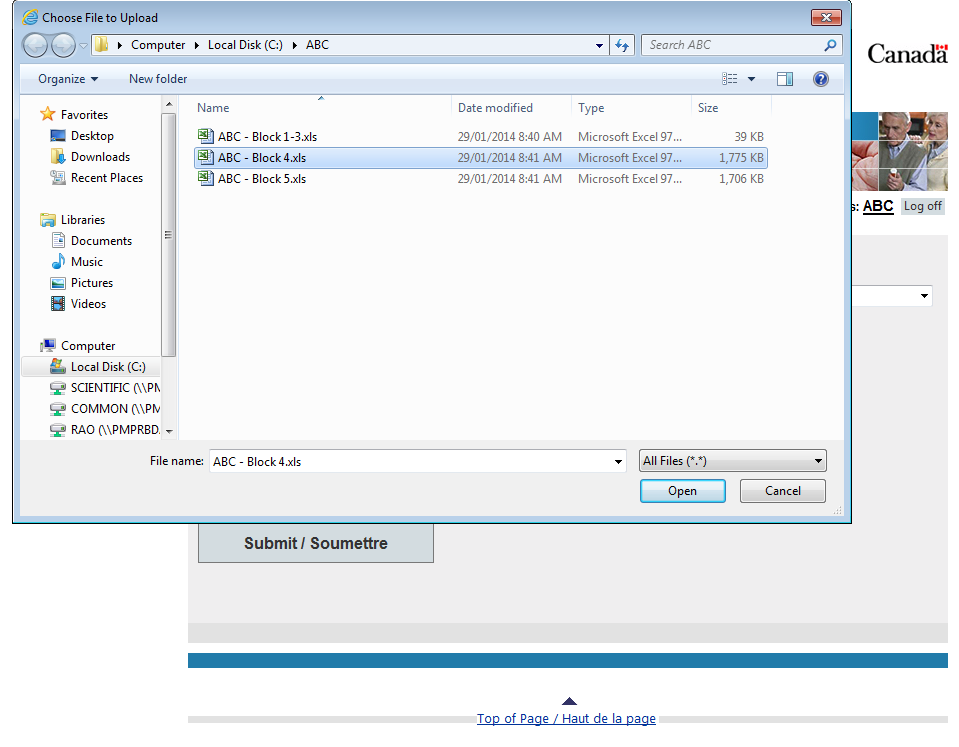 Choose File to Upload
Computer Local Disk (C:) ABC
Search ABC
Canada
Organize New folder
Name Date modified Type Size
Favorites
Desktop
Downloads
Recent Places
Libraries
Documents
Music
Pictures
Videos
Computer
Local Disk (C:)
SCIENTIFIC (\\PM
COMMON (\\PM
RAO (\\PMPRBD.
ABC - Block 1-3.xls 29/01/2014 8:40 AM Microsoft Excel 97... 39 KB
ABC - Block 4.xls 29/01/2014 8:41 AM Microsoft Excel 97... 1,775 KB
ABC - Block 5.xls 29/01/2014 8:41 AM Microsoft Excel 97... 1,706 KB
s: ABC Log off
File name: ABC - Block 4.xls All Files (*.*)
Open Cancel
Submit / Soumettre
Top of Page / Haut de la page